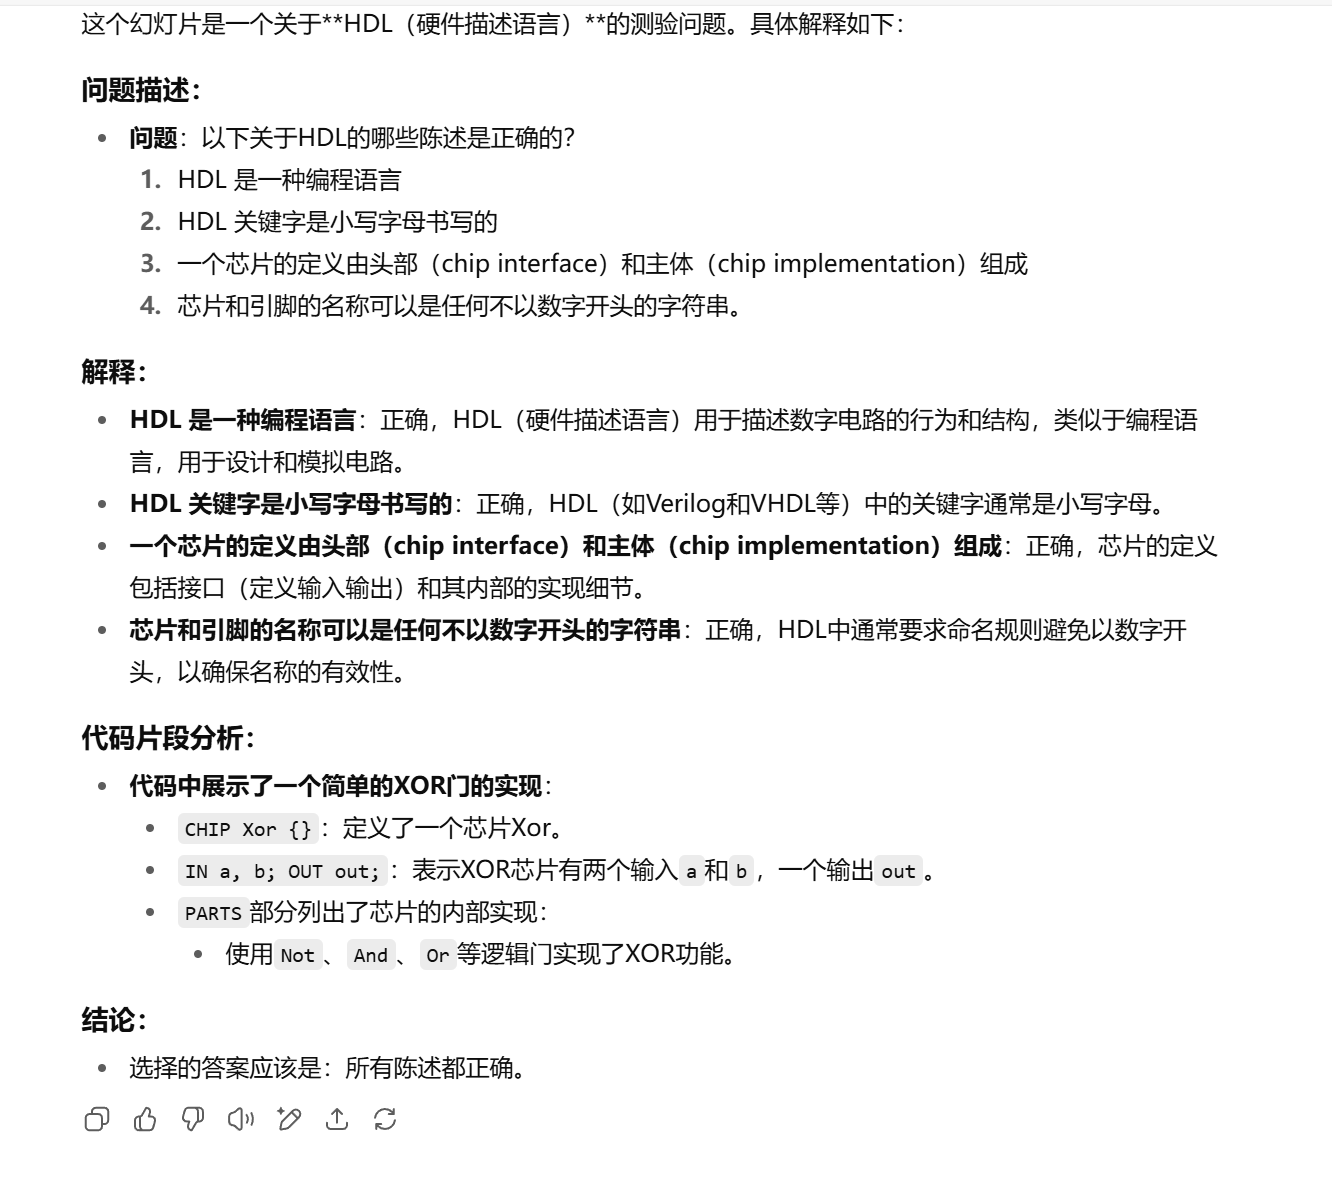 这个幻灯片是一个关于**HDL（硬件描述语言）**的测验问题。具体解释如下：
问题描述：
• 问题：以下关于HDL的哪些陈述是正确的？
1. HDL 是一种编程语言
2. HDL 关键字是小写字母书写的
3. 一个芯片的定义由头部（chip interface）和主体（chip implementation）组成
4. 芯片和引脚的名称可以是任何不以数字开头的字符串。
解释：
• HDL 是一种编程语言：正确，HDL（硬件描述语言）用于描述数字电路的行为和结构，类似于编程语
言，用于设计和模拟电路。
• HDL 关键字是小写字母书写的：正确，HDL（如Verilog和VHDL等）中的关键字通常是小写字母。
• 一个芯片的定义由头部（chip interface）和主体（chip implementation）组成：正确，芯片的定义
包括接口（定义输入输出）和其内部的实现细节。
• 芯片和引脚的名称可以是任何不以数字开头的字符串：正确，HDL中通常要求命名规则避免以数字开
头，以确保名称的有效性。
代码片段分析：
• 代码中展示了一个简单的XOR门的实现：
• CHIP Xor {}：定义了一个芯片Xor。
• IN a, b; OUT out;：表示XOR芯片有两个输入 a 和 b，一个输出 out。
• PARTS 部分列出了芯片的内部实现：
• 使用 Not、And、Or 等逻辑门实现了XOR功能。
结论：
• 选择的答案应该是：所有陈述都正确。